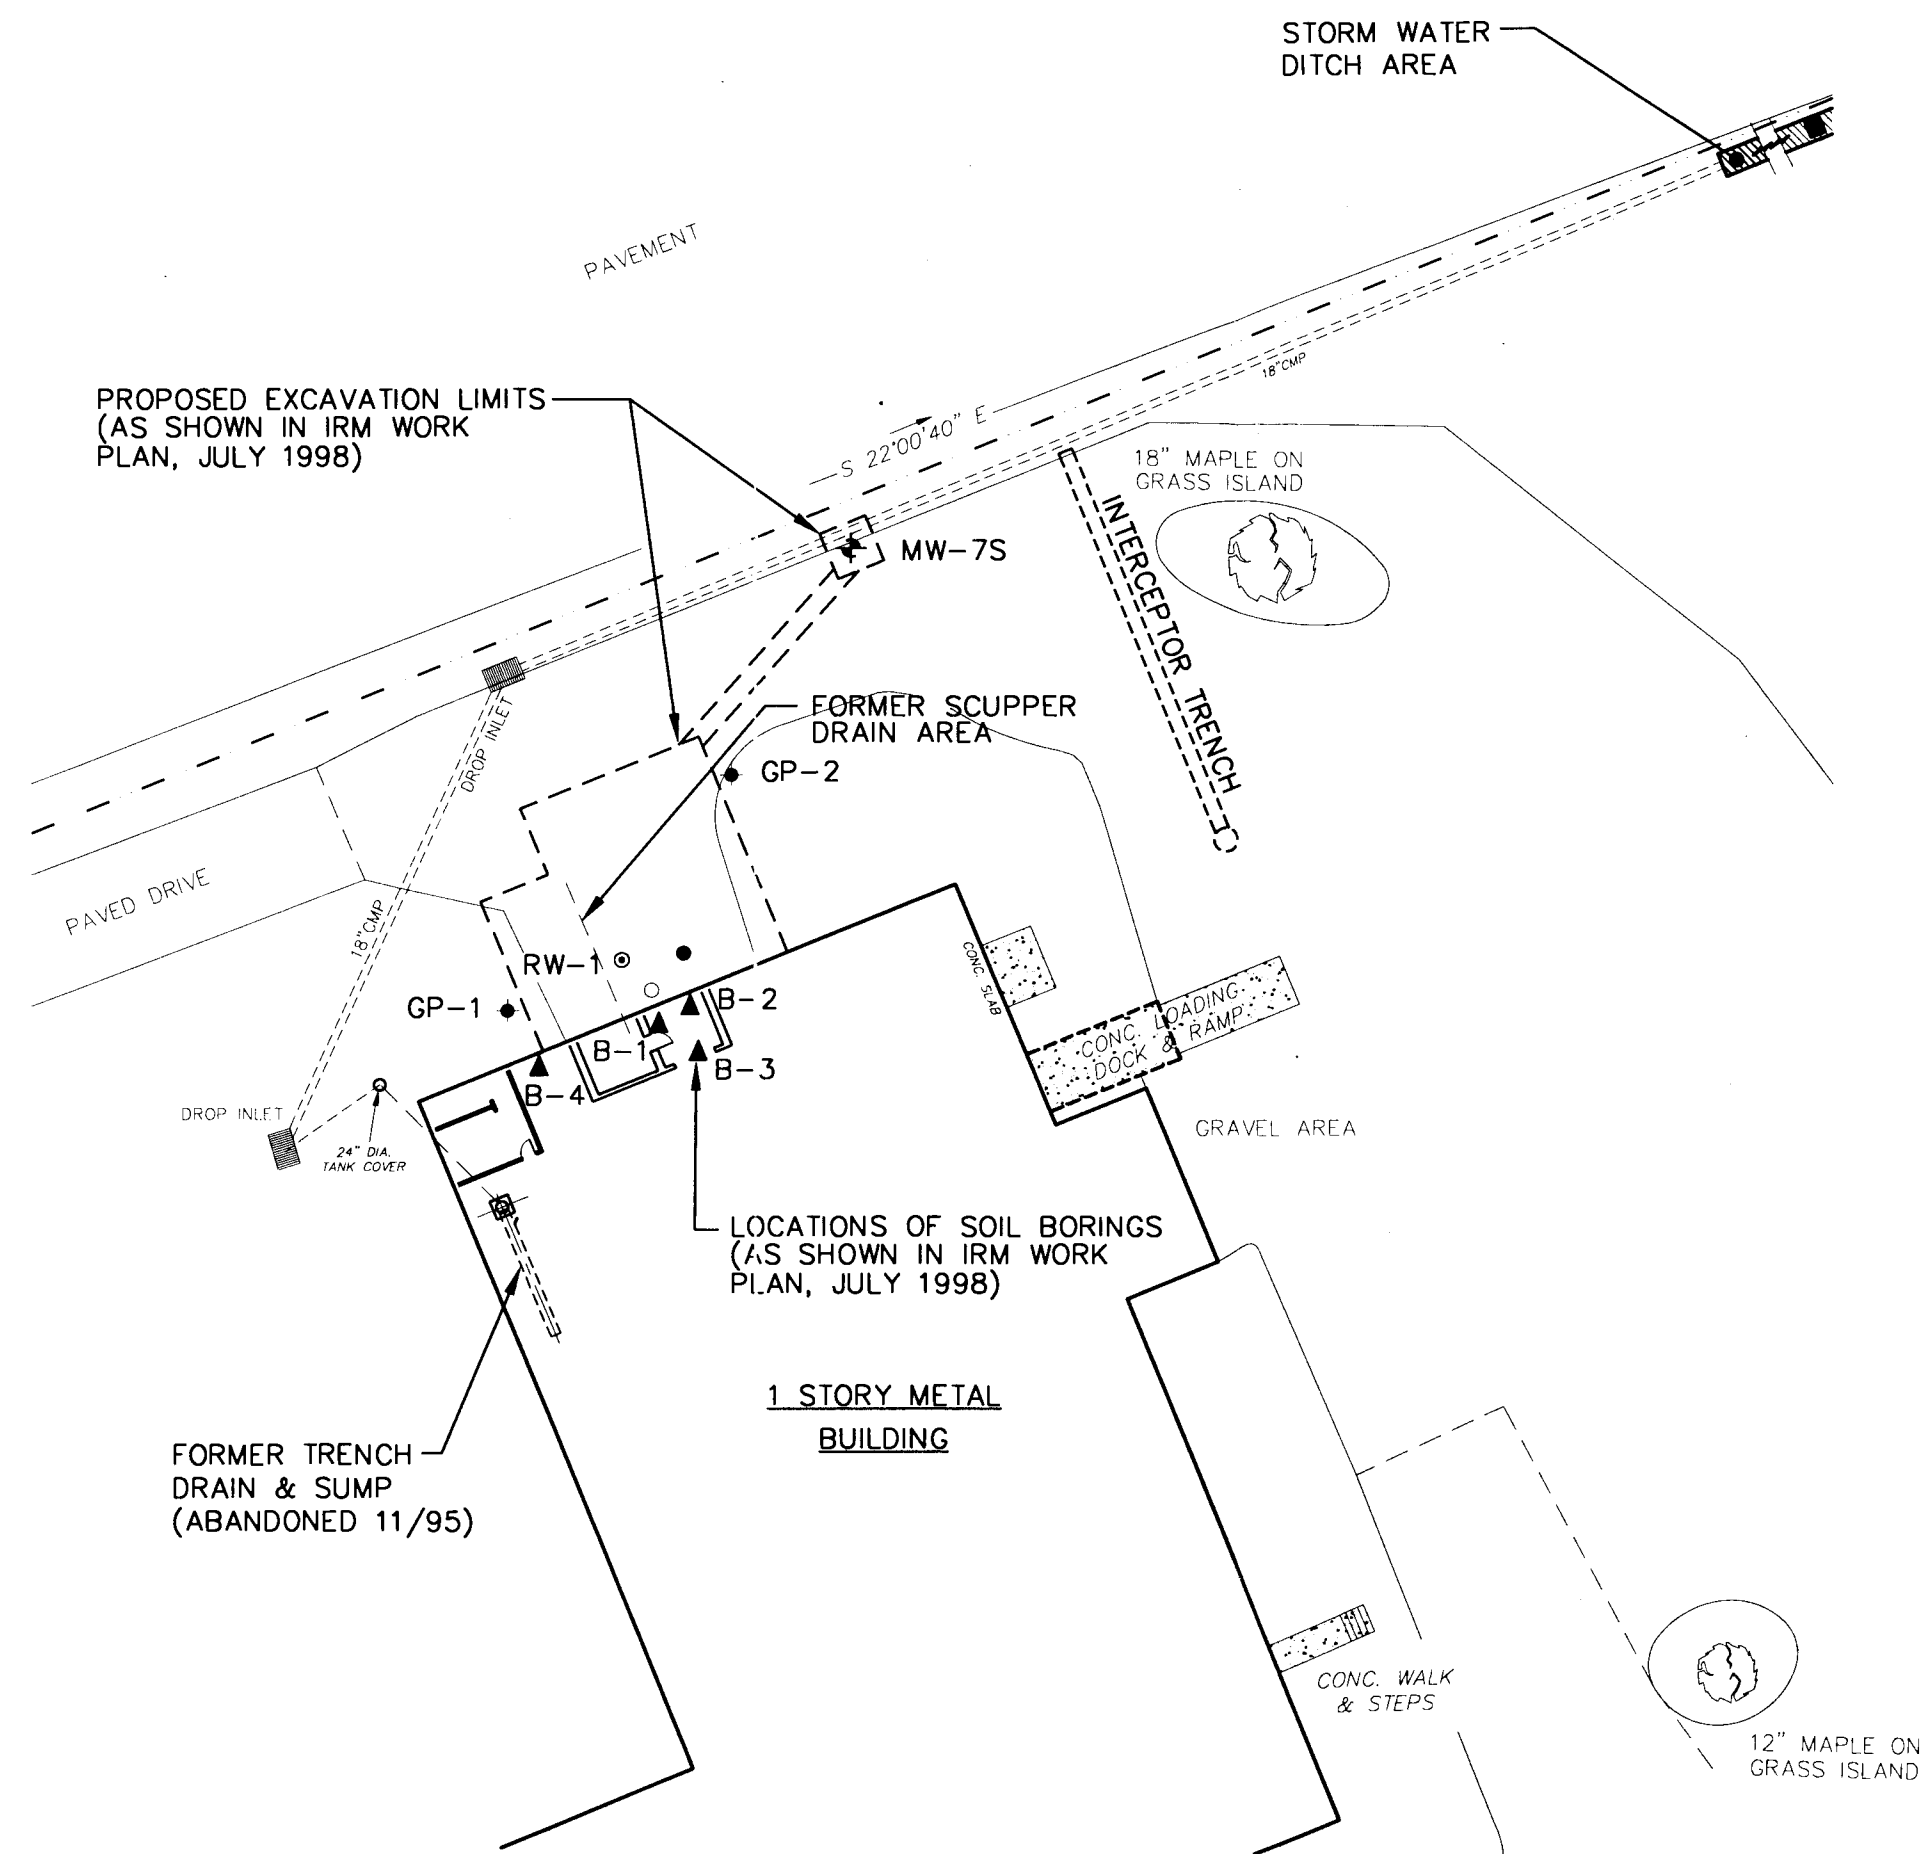 STORM WATER
DITCH AREA
PAVEMENT
18"CMP
PROPOSED EXCAVATION LIMITS
(AS SHOWN IN IRM WORK
PLAN, JULY 1998)
S 22°00'40" E
18" MAPLE ON
GRASS ISLAND
MW-7S
INTERCEPTOR TRENCH
FORMER SCUPPER
DRAIN AREA
DROP INLET
GP-2
PAVED DRIVE
18"CMP
RW-1
GP-1
CONC. SLAB
B-2
B-1
B-3
B-4
CONC. LOADING
DOCK & RAMP
DROP INLET
24" DIA.
TANK COVER
GRAVEL AREA
LOCATIONS OF SOIL BORINGS
(AS SHOWN IN IRM WORK
PLAN, JULY 1998)
1 STORY METAL
BUILDING
FORMER TRENCH
DRAIN & SUMP
(ABANDONED 11/95)
CONC. WALK
& STEPS
12" MAPLE ON
GRASS ISLAND